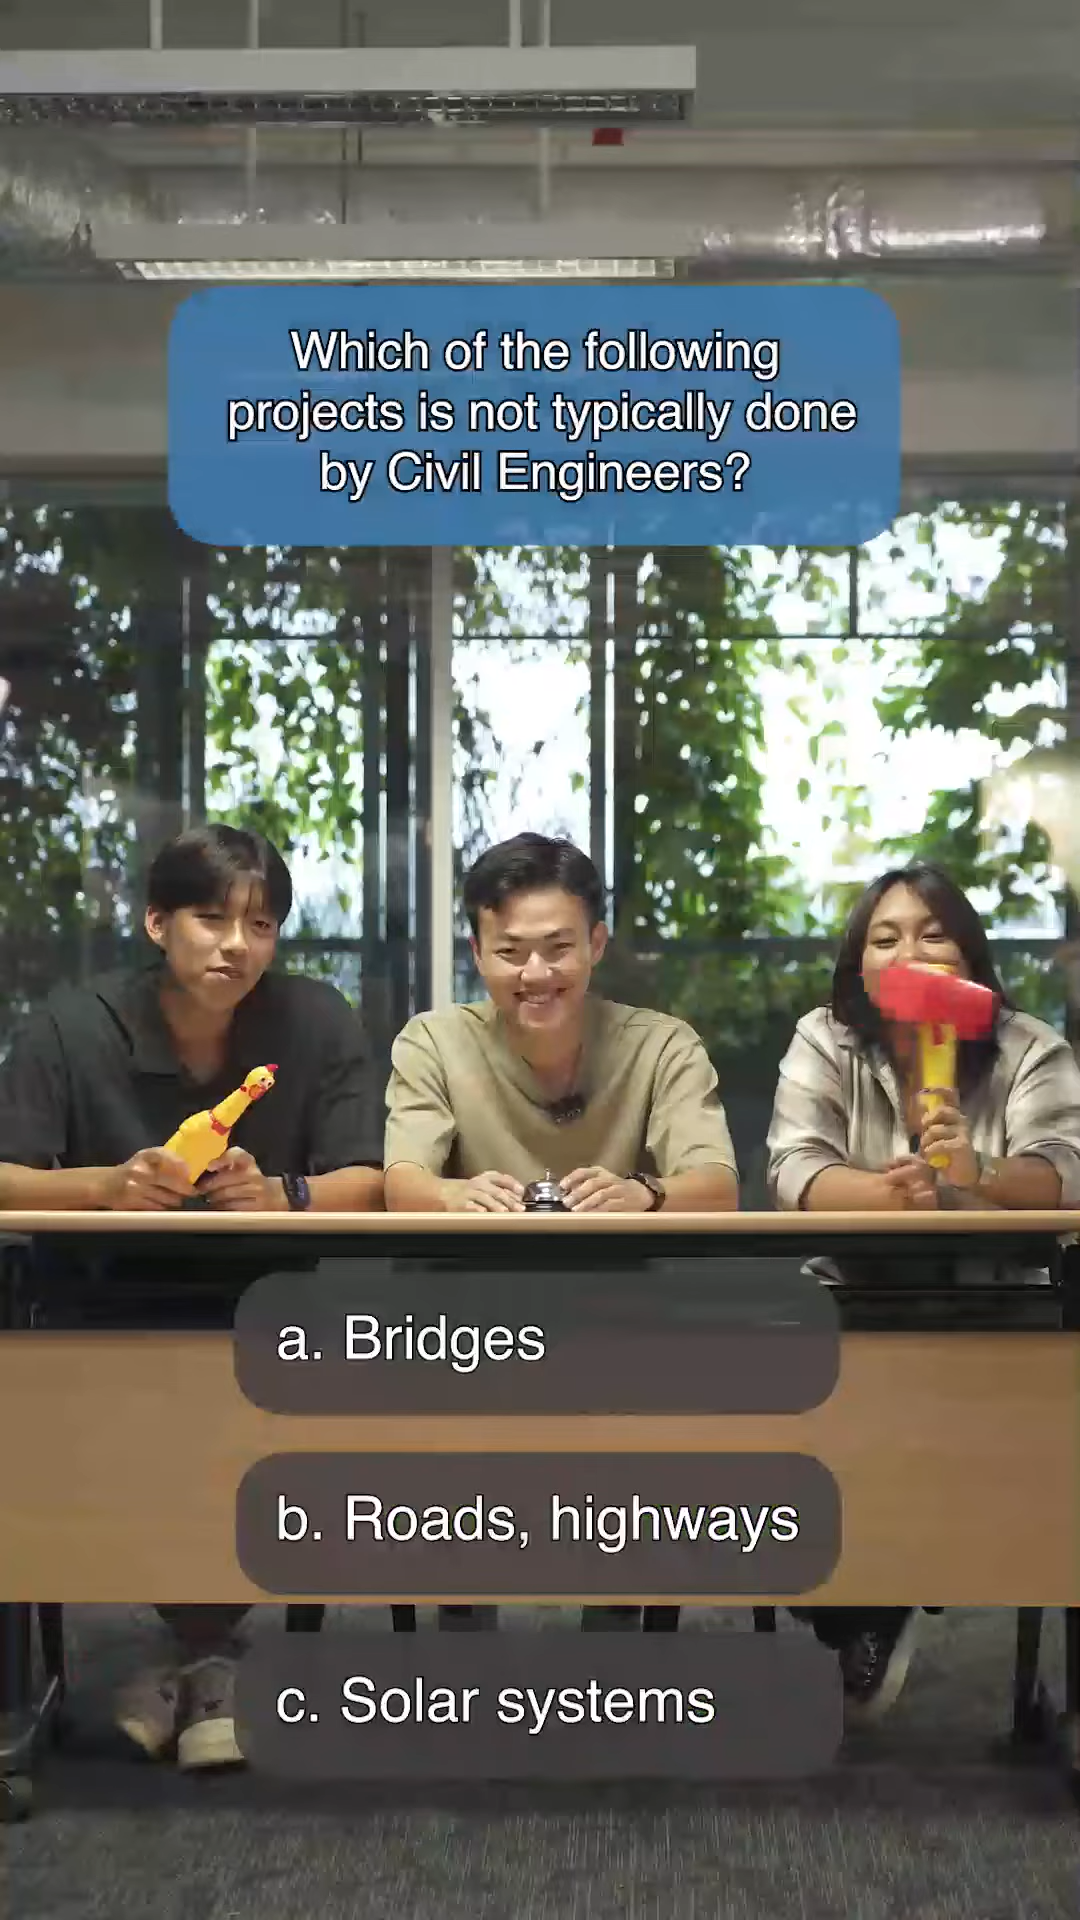 Which of the following
projects is not typically done
by Civil Engineers?
a. Bridges
b. Roads, highways
c. Solar systems